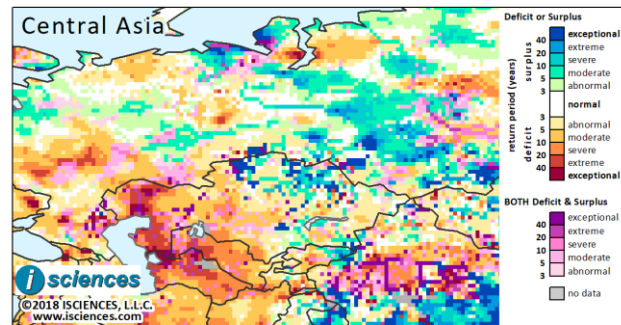 Central Asia
Deficit or Surplus
return period (years)
surplus
deficit
40
20
10
5
3
exceptional
extreme
severe
moderate
abnormal
normal
3
5
10
20
40
abnormal
moderate
severe
extreme
exceptional
BOTH Deficit & Surplus
40
20
10
5
3
exceptional
extreme
severe
moderate
abnormal
no data
i sciences
©2018 ISCIENCES, L.L.C.
www.isciences.com